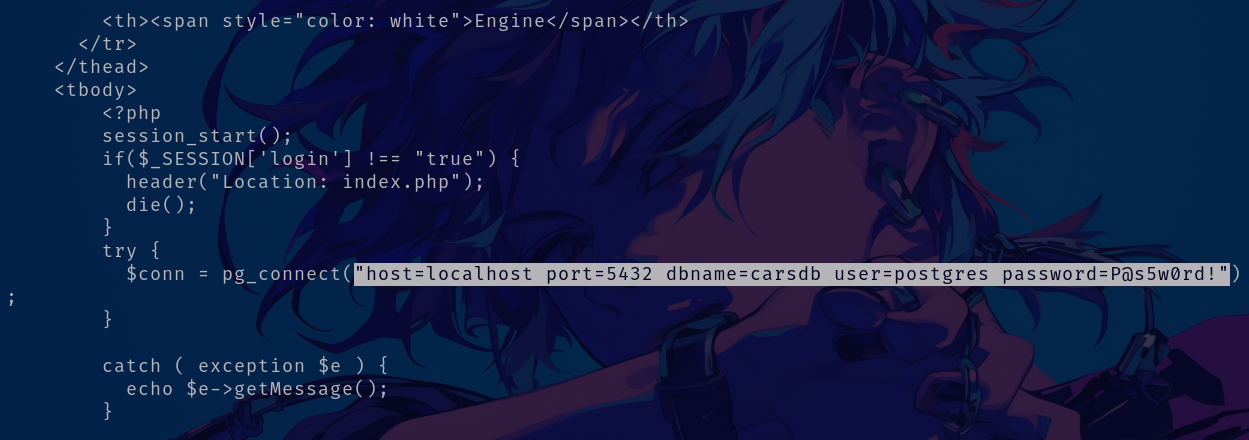 <th><span style="color: white">Engine</span></th>
</tr>
</thead>
<tbody>
<?php
session_start();
if($_SESSION['login'] !== "true") {
header("Location: index.php");
die();
}
try {
$conn = pg_connect("host=localhost port=5432 dbname=carsdb user=postgres password=P@s5w0rd!")
;
}
catch ( exception $e ) {
echo $e->getMessage();
}